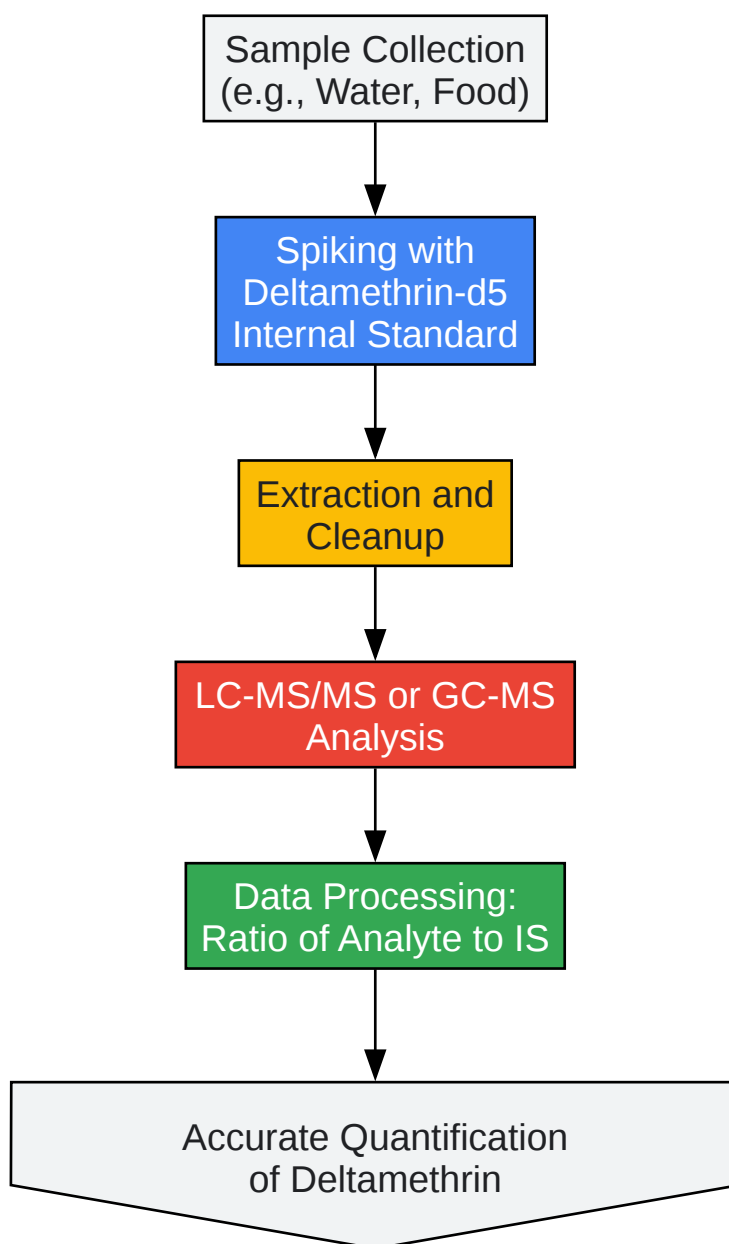 Sample Collection
(e.g., Water, Food)
Spiking with
Deltamethrin-d5
Internal Standard
Extraction and
Cleanup
LC-MS/MS or GC-MS
Analysis
Data Processing:
Ratio of Analyte to IS
Accurate Quantification
of Deltamethrin